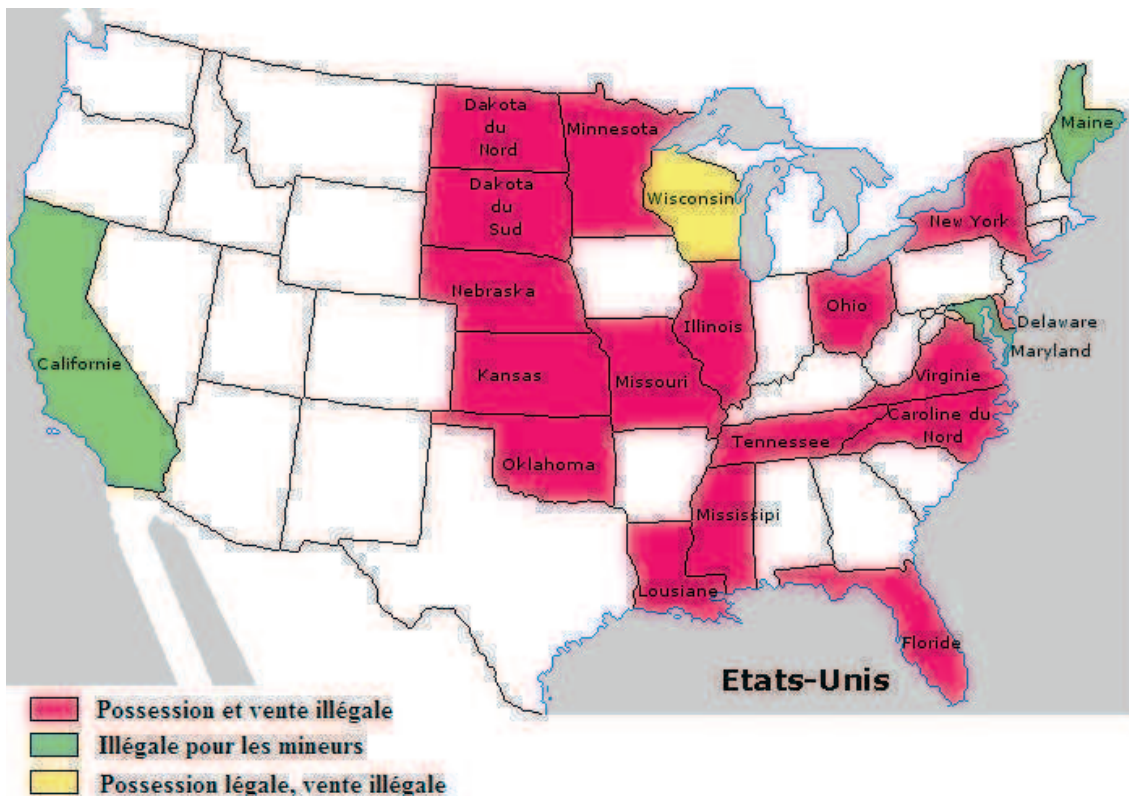 Dakota
du
Nord
Minnesota
Maine
Dakota
du
Sud
Wisconsin
New York
Nebraska
Illinois
Ohio
Delaware
Maryland
Californie
Kansas
Missouri
Virginie
Caroline du
Nord
Tennessee
Oklahoma
Mississipi
Lousiane
Floride
Etats-Unis
Possession et vente illégale
Illégale pour les mineurs
Possession légale, vente illégale